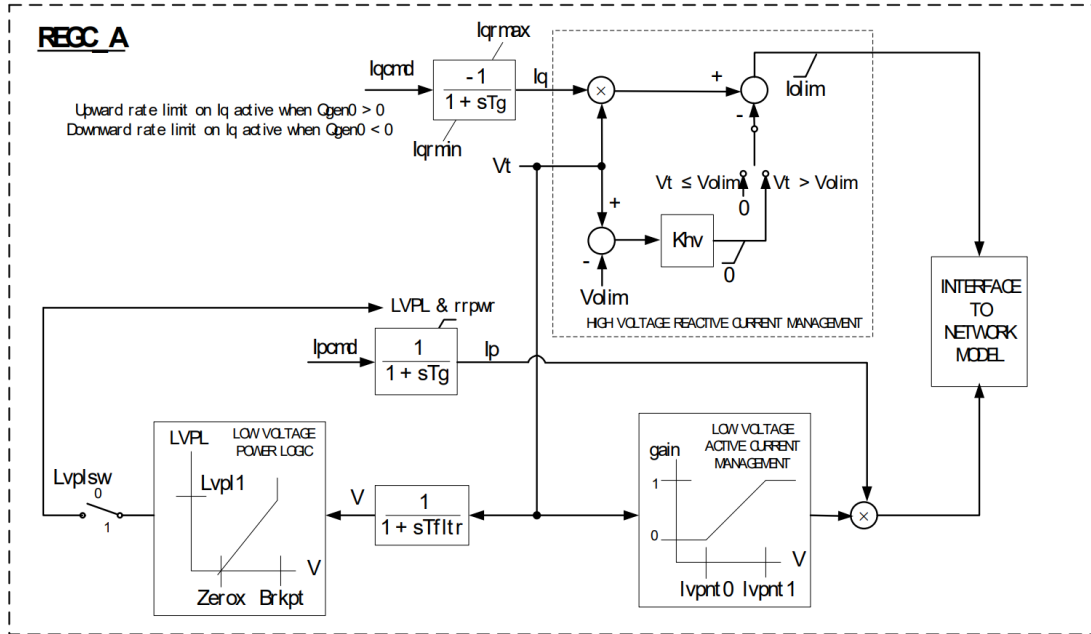 REGC_A
Iqrmax
Iqcmd
-1
1 + sTg
Iq
×
+
-
Iolim
Upward rate limit on Iq active when Qgen0 > 0
Downward rate limit on Iq active when Qgen0 < 0
Iqrmin
Vt
Vt ≤ Volim
Vt > Volim
0
+
-
Khv
0
Volim
HIGH VOLTAGE REACTIVE CURRENT MANAGEMENT
INTERFACE
TO
NETWORK
MODEL
LVPL & rrpwr
Ipcmd
1
1 + sTg
Ip
LVPL
LOW VOLTAGE
POWER LOGIC
Lvpl1
V
Zerox
Brkpt
Lvplsw
0
1
V
1
1 + sTfltr
LOW VOLTAGE
ACTIVE CURRENT
MANAGEMENT
gain
1
0
V
lvpnt0
lvpnt1
×